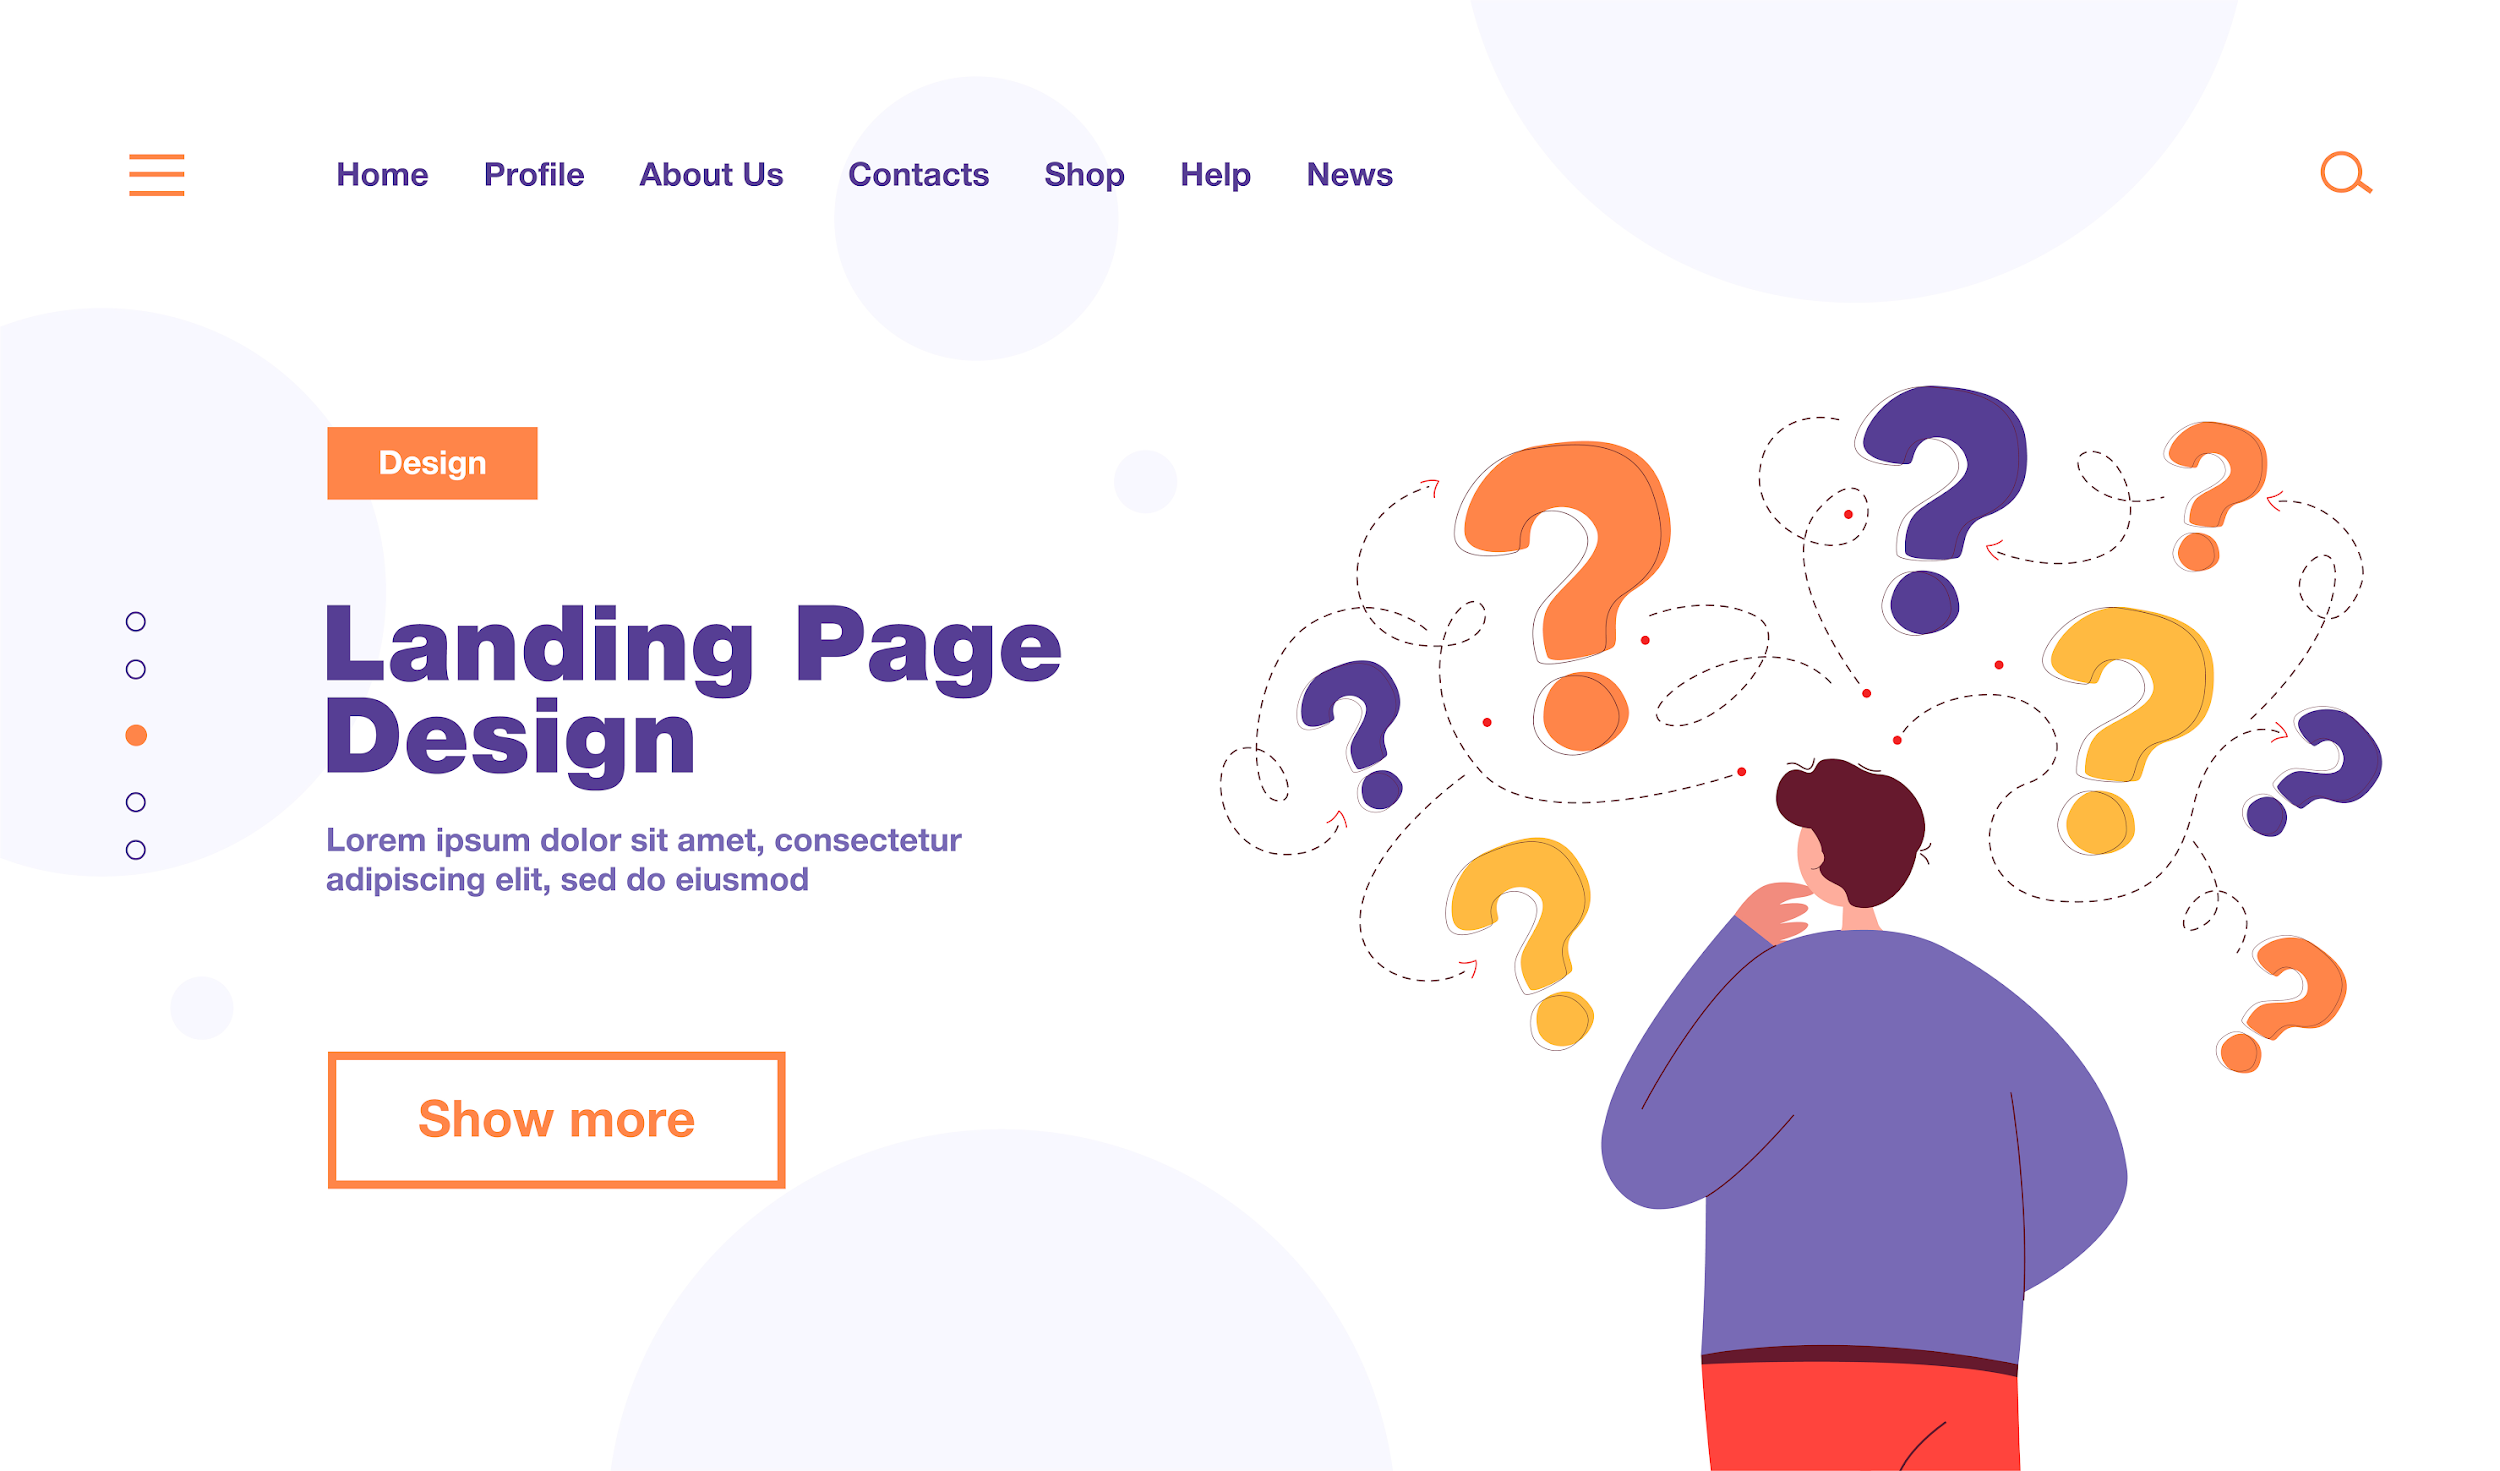 Home Profile About Us Contacts Shop Help News
Design
Landing Page
Design
Lorem ipsum dolor sit amet, consectetur
adipiscing elit, sed do eiusmod
Show more